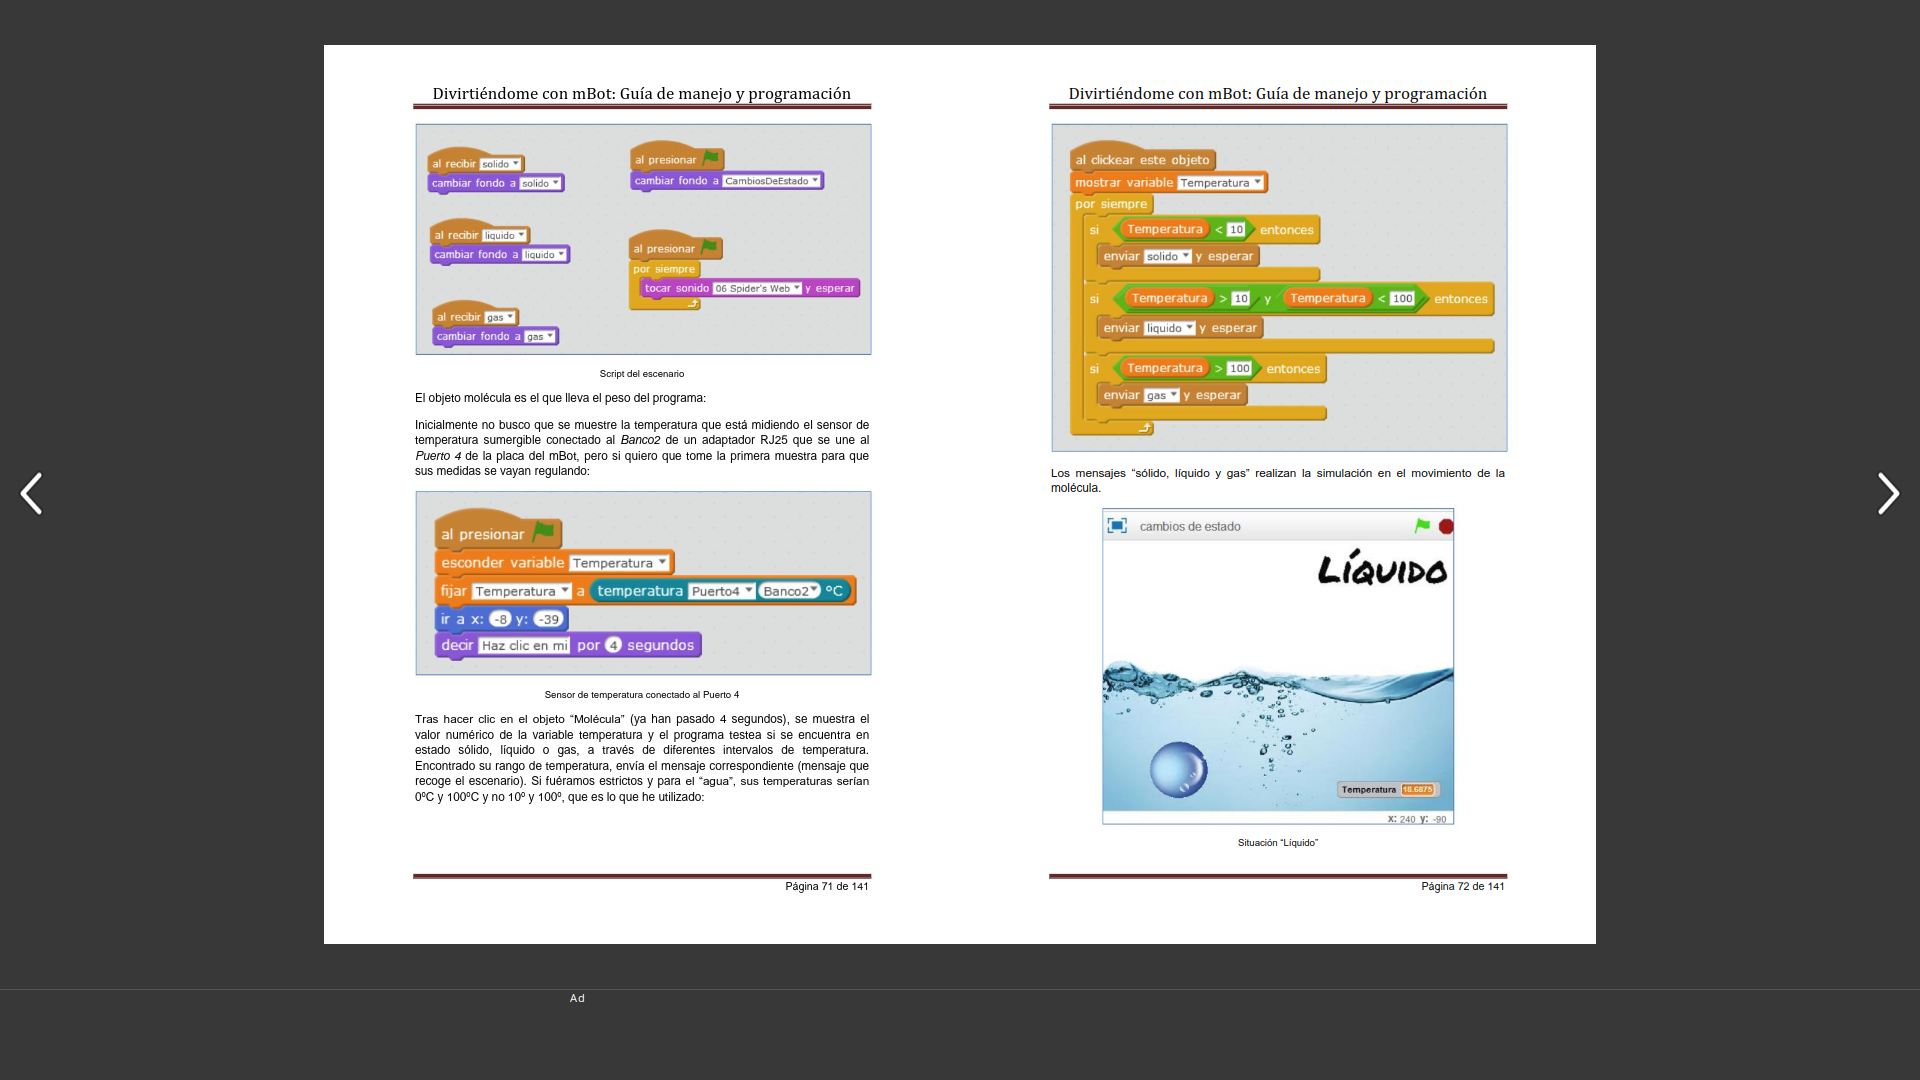 Divirtiéndome con mBot: Guía de manejo y programación
al recibir solido
cambiar fondo a solido
al recibir liquido
cambiar fondo a liquido
al recibir gas
cambiar fondo a gas
al presionar
cambiar fondo a CambiosDeEstado
al presionar
por siempre
tocar sonido 06 Spider's Web y esperar
Script del escenario
El objeto molécula es el que lleva el peso del programa:
Inicialmente no busco que se muestre la temperatura que está midiendo el sensor de
temperatura sumergible conectado al Banco2 de un adaptador RJ25 que se une al
Puerto 4 de la placa del mBot, pero si quiero que tome la primera muestra para que
sus medidas se vayan regulando:
al presionar
esconder variable Temperatura
fijar Temperatura a temperatura Puerto4 Banco2 ºC
ir a x: -8 y: -39
decir Haz clic en mi por 4 segundos
Sensor de temperatura conectado al Puerto 4
Tras hacer clic en el objeto “Molécula” (ya han pasado 4 segundos), se muestra el
valor numérico de la variable temperatura y el programa testea si se encuentra en
estado sólido, líquido o gas, a través de diferentes intervalos de temperatura.
Encontrado su rango de temperatura, envía el mensaje correspondiente (mensaje que
recoge el escenario). Si fuéramos estrictos y para el “agua”, sus temperaturas serían
0ºC y 100ºC y no 10º y 100º, que es lo que he utilizado:
Página 71 de 141
Divirtiéndome con mBot: Guía de manejo y programación
al clickear este objeto
mostrar variable Temperatura
por siempre
si Temperatura < 10 entonces
enviar solido y esperar
si Temperatura > 10 y Temperatura < 100 entonces
enviar liquido y esperar
si Temperatura > 100 entonces
enviar gas y esperar
Los mensajes “sólido, líquido y gas” realizan la simulación en el movimiento de la
molécula.
cambios de estado
LÍQUIDO
Temperatura 18.6875
x: 240 y: -90
Situación “Líquido”
Página 72 de 141
Ad